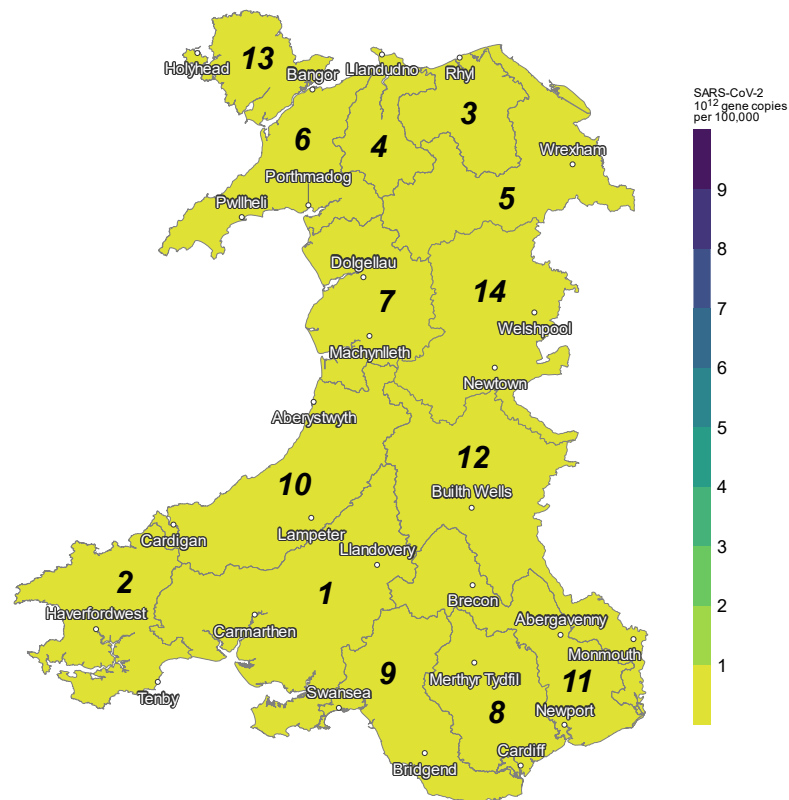 13
Holyhead
Bangor
Llandudno
Rhyl
SARS-CoV-2
10¹² gene copies
per 100,000
3
6
4
Wrexham
Porthmadog
9
Pwllheli
5
8
Dolgellau
7
14
7
Welshpool
Machynlleth
6
Newtown
Aberystwyth
5
12
10
Builth Wells
4
Cardigan
Lampeter
Llandovery
3
2
1
Brecon
2
Haverfordwest
Abergavenny
Carmarthen
Monmouth
1
9
Merthyr Tydfil
11
Tenby
Swansea
8
Newport
Cardiff
Bridgend